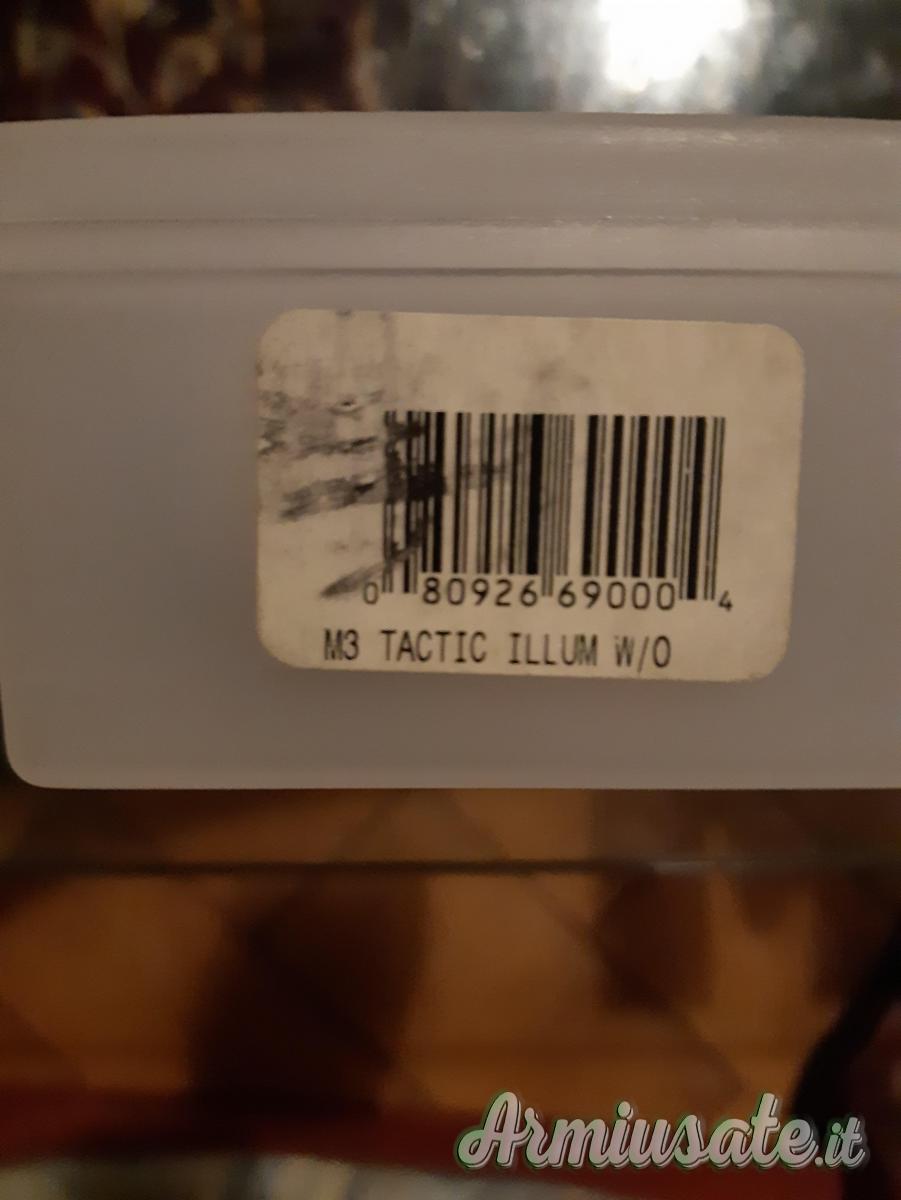 0 80926 69000 4
M3 TACTIC ILLUM W/O
Armiusate.it